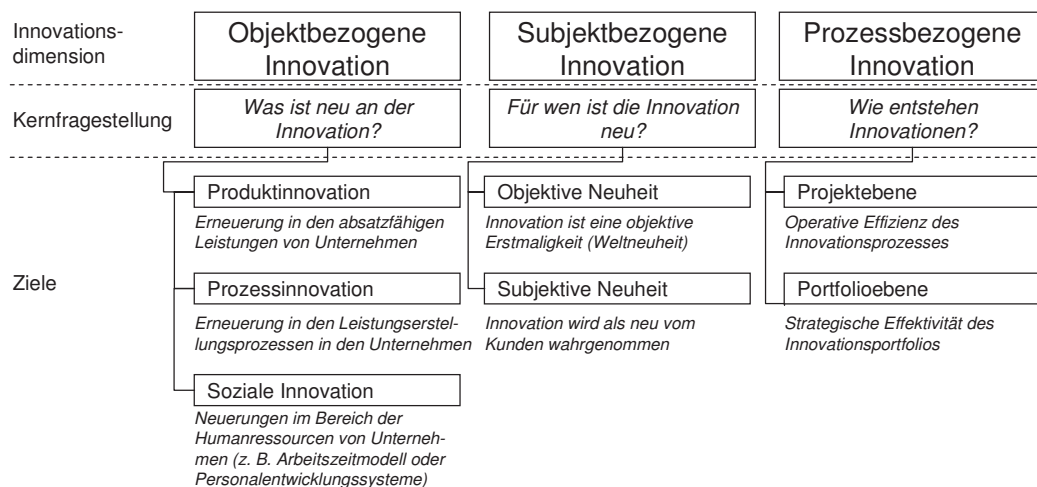 Innovations-
dimension
Objektbezogene
Innovation
Subjektbezogene
Innovation
Prozessbezogene
Innovation
Kernfragestellung
Was ist neu an der
Innovation?
Für wen ist die Innovation
neu?
Wie entstehen
Innovationen?
Ziele
Produktinnovation
Erneuerung in den absatzfähigen
Leistungen von Unternehmen
Prozessinnovation
Erneuerung in den Leistungserstel-
lungsprozessen in den Unternehmen
Soziale Innovation
Neuerungen im Bereich der
Humanressourcen von Unterneh-
men (z. B. Arbeitszeitmodell oder
Personalentwicklungssysteme)
Objektive Neuheit
Innovation ist eine objektive
Erstmaligkeit (Weltneuheit)
Subjektive Neuheit
Innovation wird als neu vom
Kunden wahrgenommen
Projektebene
Operative Effizienz des
Innovationsprozesses
Portfolioebene
Strategische Effektivität des
Innovationsportfolios